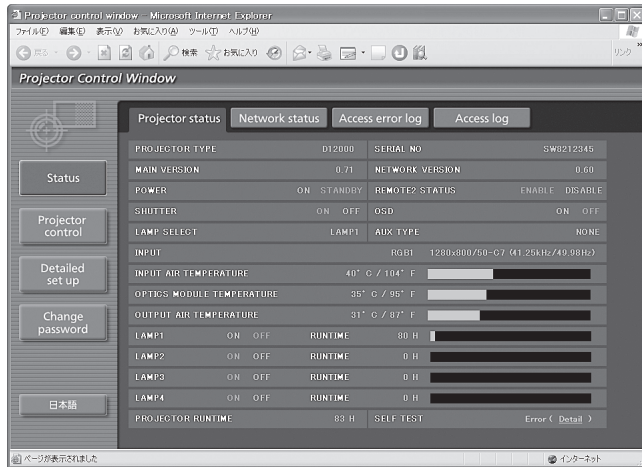 Projector control window - Microsoft Internet Explorer
ファイル(F) 編集(E) 表示(V) お気に入り(A) ツール(T) ヘルプ(H)
戻る 検索 お気に入り リンク
Projector Control Window
Projector status Network status Access error log Access log
PROJECTOR TYPE D12000 SERIAL NO SW8212345
MAIN VERSION 0.71 NETWORK VERSION 0.60
Status
POWER ON STANDBY REMOTE2 STATUS ENABLE DISABLE
SHUTTER ON OFF OSD ON OFF
Projector control
LAMP SELECT LAMP1 AUX TYPE NONE
INPUT RGB1 1280x800/50-C7 (41.25kHz/49.98Hz)
Detailed set up
INPUT AIR TEMPERATURE 40° C / 104° F
OPTICS MODULE TEMPERATURE 35° C / 95° F
Change password
OUTPUT AIR TEMPERATURE 31° C / 87° F
LAMP1 ON OFF RUNTIME 80 H
LAMP2 ON OFF RUNTIME 0 H
LAMP3 ON OFF RUNTIME 0 H
LAMP4 ON OFF RUNTIME 0 H
日本語
PROJECTOR RUNTIME 83 H SELF TEST Error ( Detail )
ページが表示されました インターネット